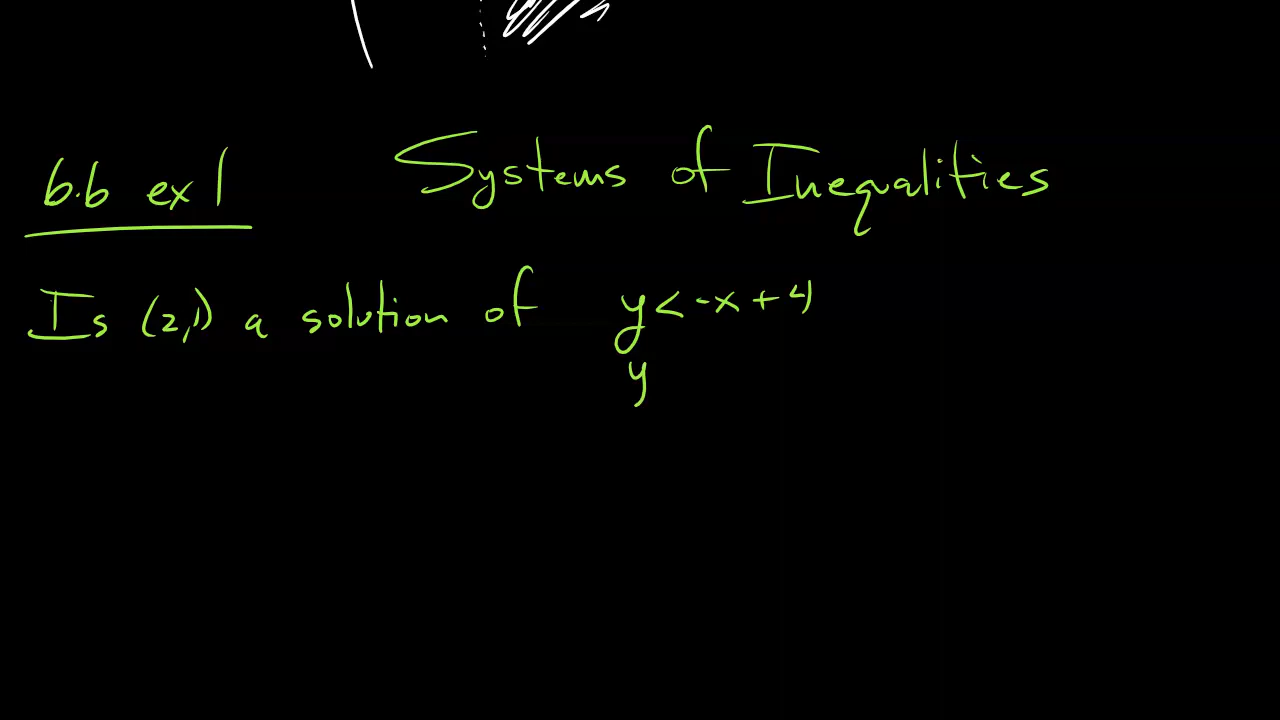 6.6 ex 1 Systems of Inequalities
Is (2,1) a solution of y < -x + 4
y